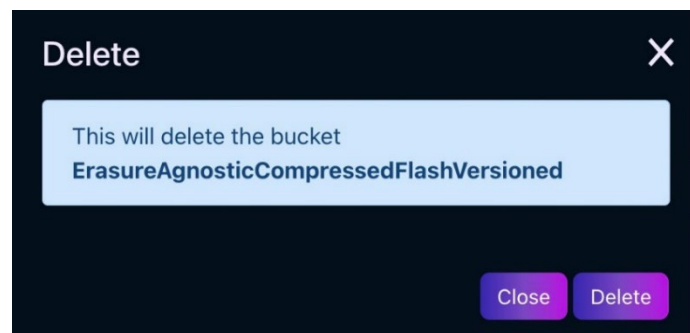 Delete
This will delete the bucket
ErasureAgnosticCompressedFlashVersioned
Close
Delete